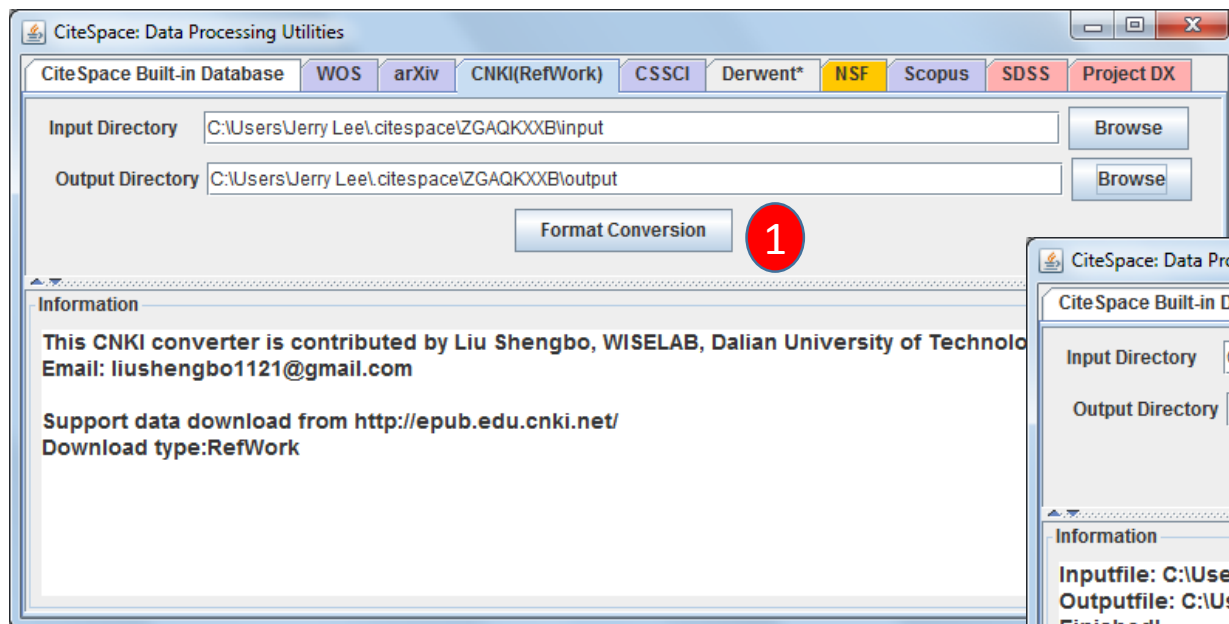 CiteSpace: Data Processing Utilities
CiteSpace Built-in Database WOS arXiv CNKI(RefWork) CSSCI Derwent* NSF Scopus SDSS Project DX
Input Directory C:\Users\Jerry Lee\.citespace\ZGAQKXXB\input Browse
Output Directory C:\Users\Jerry Lee\.citespace\ZGAQKXXB\output Browse
Format Conversion 1
Information
This CNKI converter is contributed by Liu Shengbo, WISELAB, Dalian University of Technolo
Email: liushengbo1121@gmail.com
Support data download from http://epub.edu.cnki.net/
Download type:RefWork
CiteSpace: Data Pro
CiteSpace Built-in D
Input Directory
Output Directory
Information
Inputfile: C:\Use
Outputfile: C:\Us
Finished!